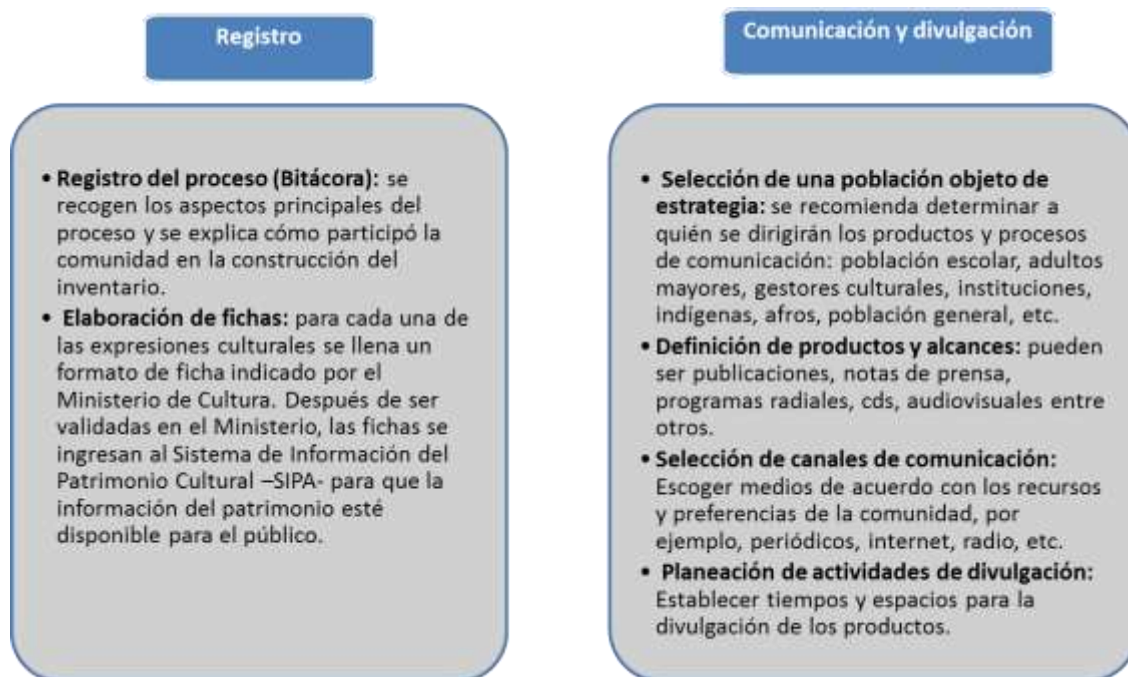 Registro
• Registro del proceso (Bitácora): se
recogen los aspectos principales del
proceso y se explica cómo participó la
comunidad en la construcción del
inventario.
• Elaboración de fichas: para cada una de
las expresiones culturales se llena un
formato de ficha indicado por el
Ministerio de Cultura. Después de ser
validadas en el Ministerio, las fichas se
ingresan al Sistema de Información del
Patrimonio Cultural –SIPA- para que la
información del patrimonio esté
disponible para el público.
Comunicación y divulgación
• Selección de una población objeto de
estrategia: se recomienda determinar a
quién se dirigirán los productos y procesos
de comunicación: población escolar, adultos
mayores, gestores culturales, instituciones,
indígenas, afros, población general, etc.
• Definición de productos y alcances: pueden
ser publicaciones, notas de prensa,
programas radiales, cds, audiovisuales entre
otros.
• Selección de canales de comunicación:
Escoger medios de acuerdo con los recursos
y preferencias de la comunidad, por
ejemplo, periódicos, internet, radio, etc.
• Planeación de actividades de divulgación:
Establecer tiempos y espacios para la
divulgación de los productos.